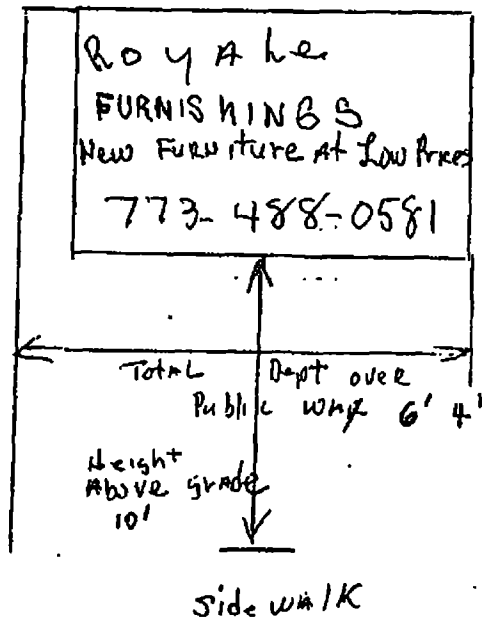 Royale
FURNISHINGS
New Furniture At Low Prices
773-488-0581
Total Dept over
Public way 6' 4"
Height
Above grade
10'
sidewalk